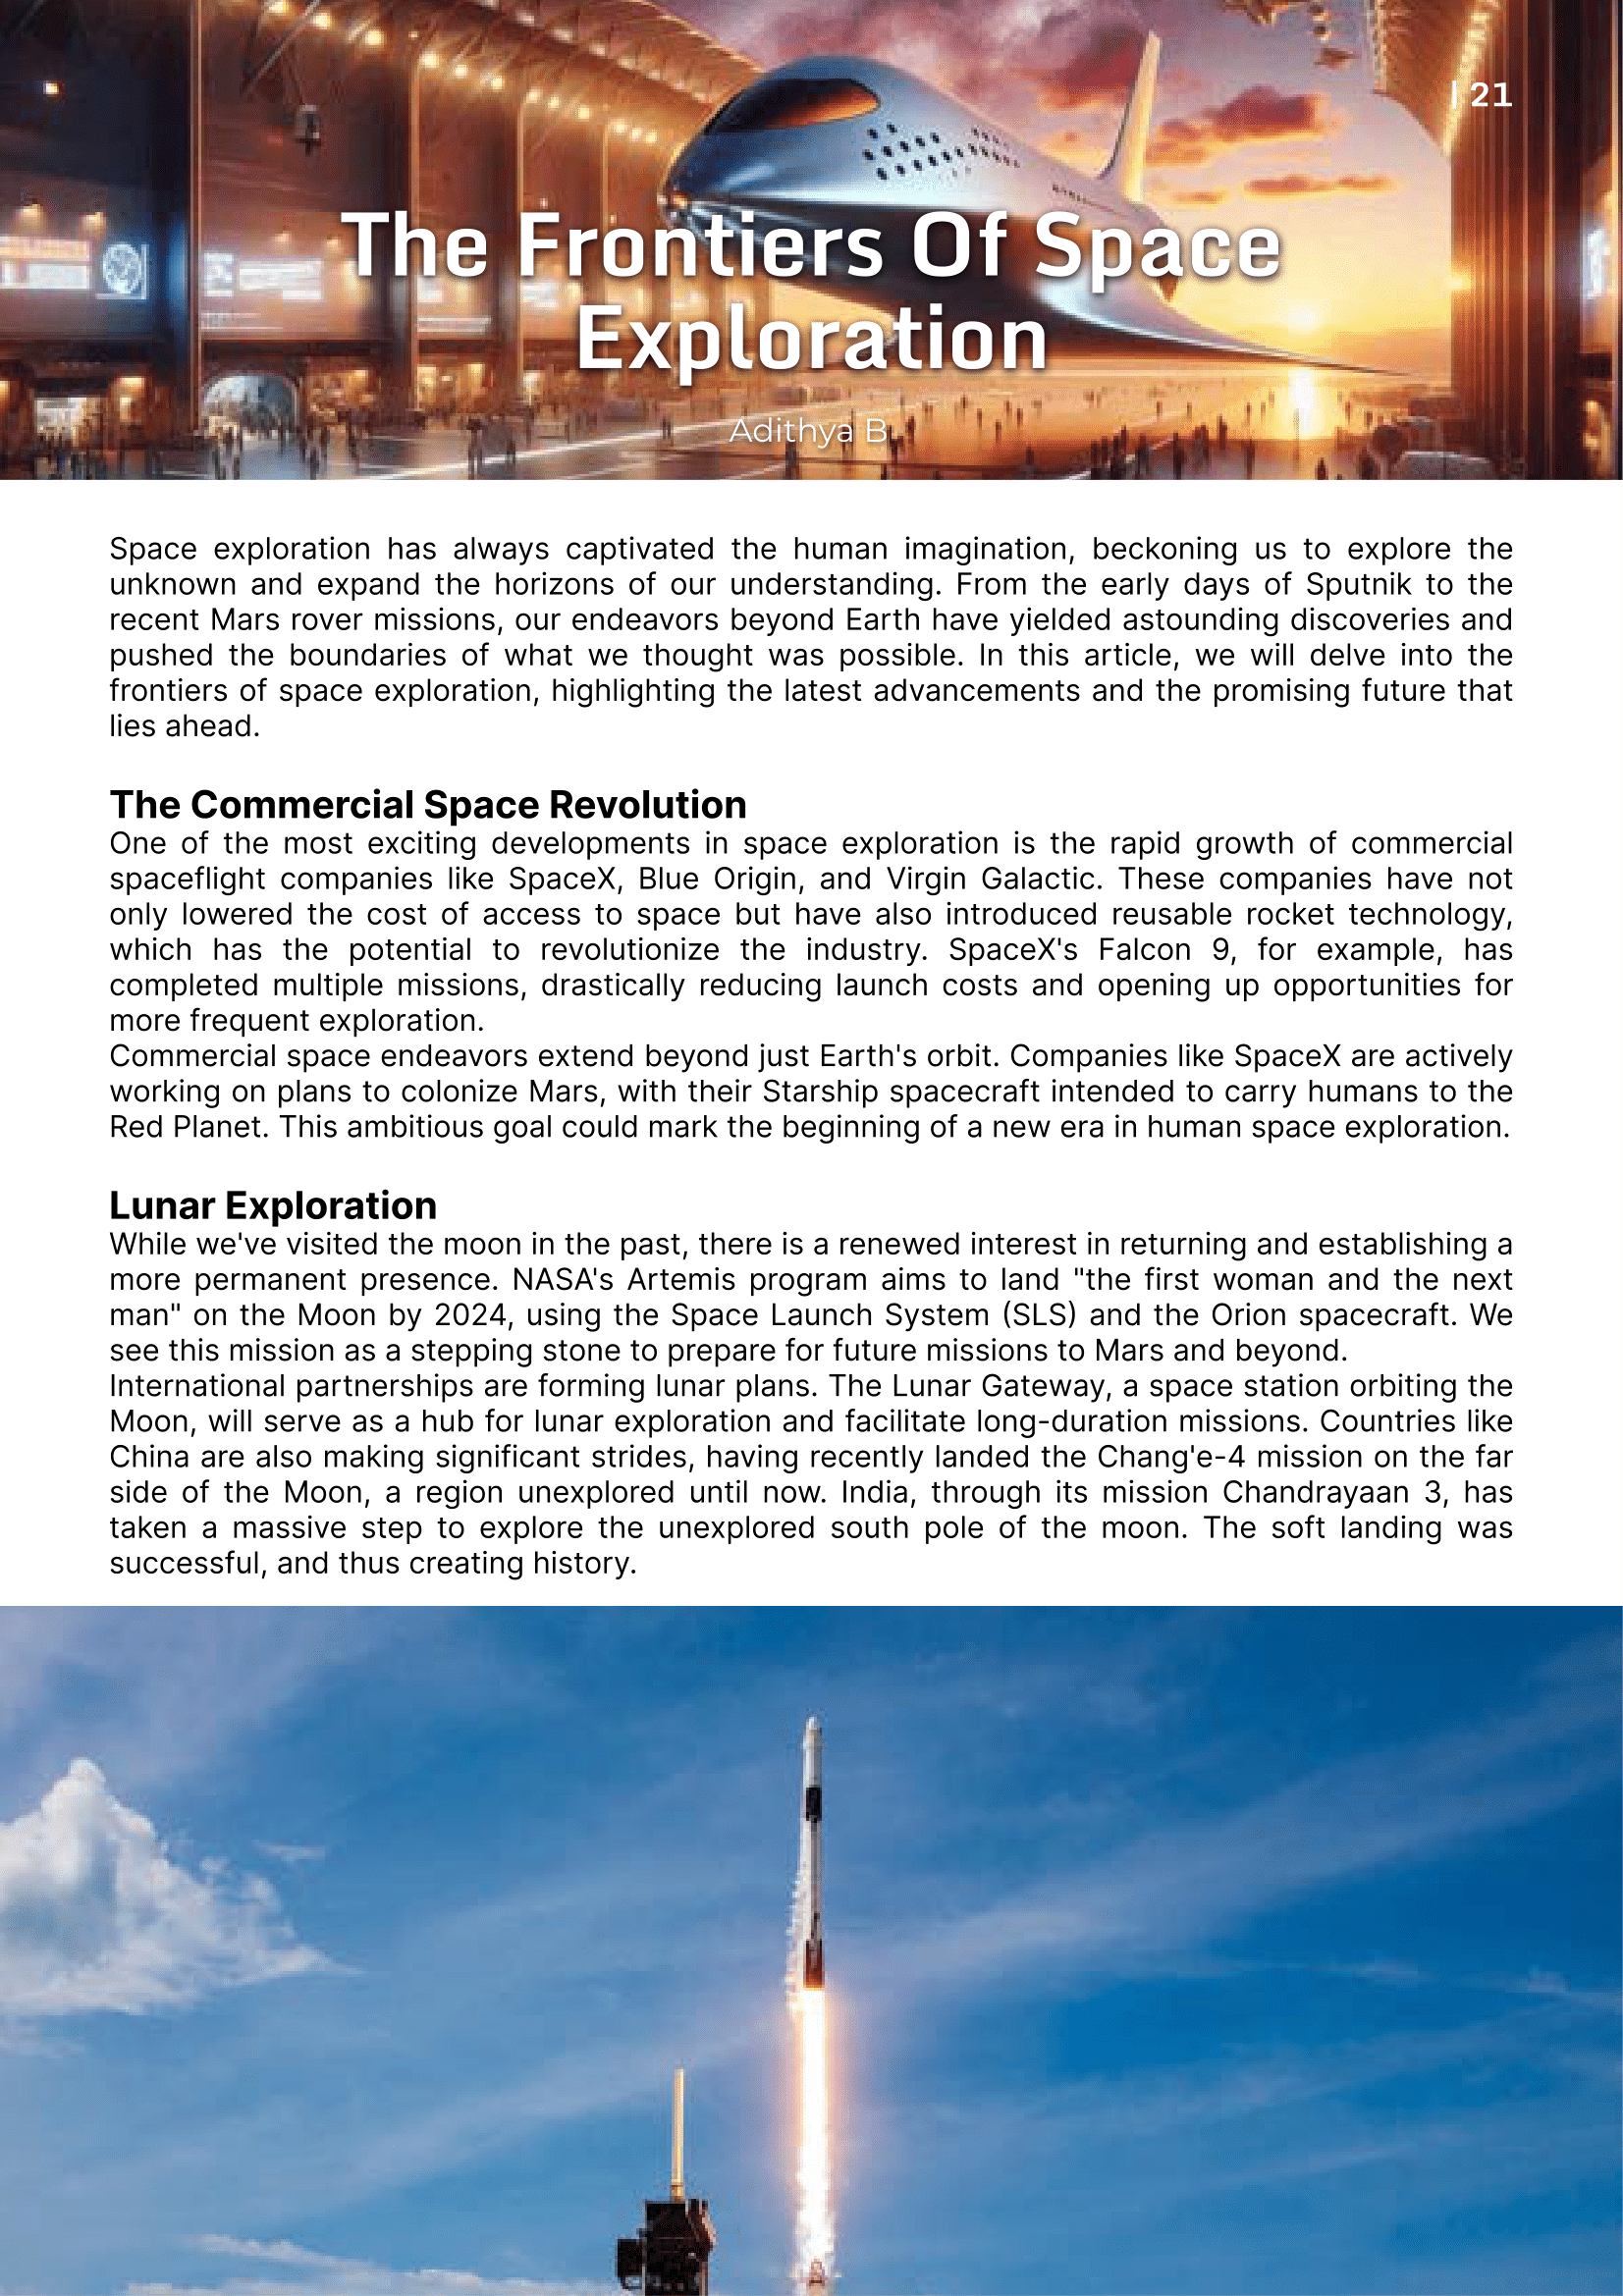 | 21
The Frontiers Of Space
Exploration
Adithya B
Space exploration has always captivated the human imagination, beckoning us to explore the
unknown and expand the horizons of our understanding. From the early days of Sputnik to the
recent Mars rover missions, our endeavors beyond Earth have yielded astounding discoveries and
pushed the boundaries of what we thought was possible. In this article, we will delve into the
frontiers of space exploration, highlighting the latest advancements and the promising future that
lies ahead.
The Commercial Space Revolution
One of the most exciting developments in space exploration is the rapid growth of commercial
spaceflight companies like SpaceX, Blue Origin, and Virgin Galactic. These companies have not
only lowered the cost of access to space but have also introduced reusable rocket technology,
which has the potential to revolutionize the industry. SpaceX's Falcon 9, for example, has
completed multiple missions, drastically reducing launch costs and opening up opportunities for
more frequent exploration.
Commercial space endeavors extend beyond just Earth's orbit. Companies like SpaceX are actively
working on plans to colonize Mars, with their Starship spacecraft intended to carry humans to the
Red Planet. This ambitious goal could mark the beginning of a new era in human space exploration.
Lunar Exploration
While we've visited the moon in the past, there is a renewed interest in returning and establishing a
more permanent presence. NASA's Artemis program aims to land "the first woman and the next
man" on the Moon by 2024, using the Space Launch System (SLS) and the Orion spacecraft. We
see this mission as a stepping stone to prepare for future missions to Mars and beyond.
International partnerships are forming lunar plans. The Lunar Gateway, a space station orbiting the
Moon, will serve as a hub for lunar exploration and facilitate long-duration missions. Countries like
China are also making significant strides, having recently landed the Chang'e-4 mission on the far
side of the Moon, a region unexplored until now. India, through its mission Chandrayaan 3, has
taken a massive step to explore the unexplored south pole of the moon. The soft landing was
successful, and thus creating history.